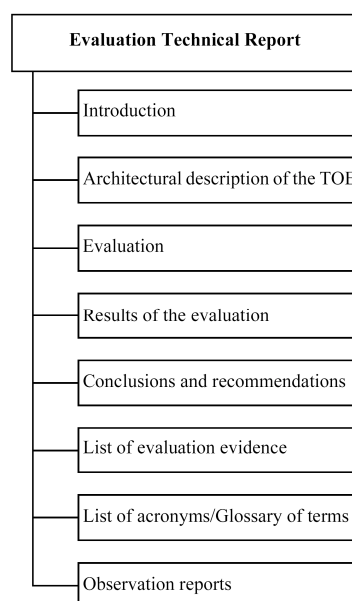 Evaluation Technical Report
Introduction
Architectural description of the TOE
Evaluation
Results of the evaluation
Conclusions and recommendations
List of evaluation evidence
List of acronyms/Glossary of terms
Observation reports